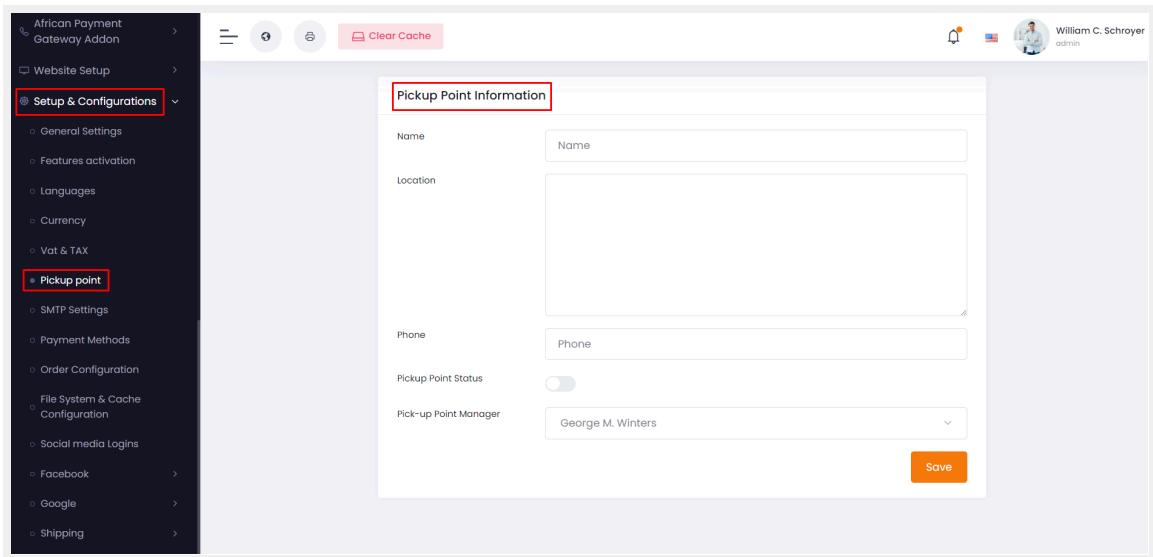 African Payment
Gateway Addon
Website Setup
Setup & Configurations
General Settings
Features activation
Languages
Currency
Vat & TAX
Pickup point
SMTP Settings
Payment Methods
Order Configuration
File System & Cache
Configuration
Social media Logins
Facebook
Google
Shipping
Clear Cache
William C. Schroyer
admin
Pickup Point Information
Name
Name
Location
Phone
Phone
Pickup Point Status
Pick-up Point Manager
George M. Winters
Save